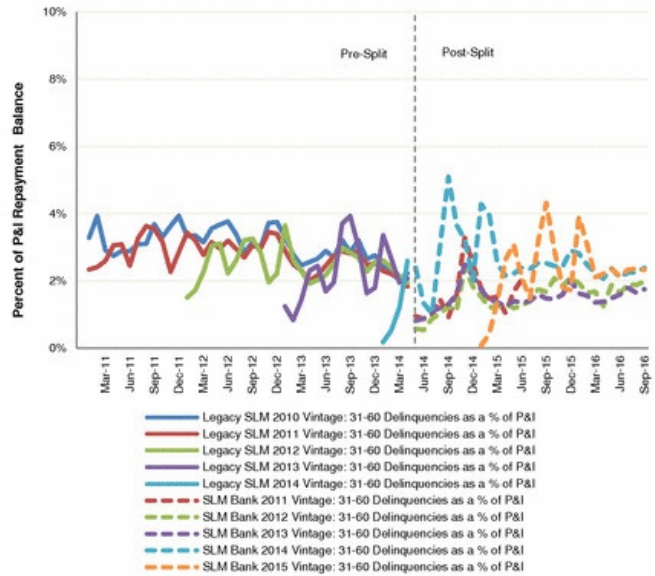 10%
Pre-Split
Post-Split
8%
6%
4%
2%
0%
Percent of P&I Repayment Balance
Mar-11
Jun-11
Sep-11
Dec-11
Mar-12
Jun-12
Sep-12
Dec-12
Mar-13
Jun-13
Sep-13
Dec-13
Mar-14
Jun-14
Sep-14
Dec-14
Mar-15
Jun-15
Sep-15
Dec-15
Mar-16
Jun-16
Sep-16
Legacy SLM 2010 Vintage: 31-60 Delinquencies as a % of P&I
Legacy SLM 2011 Vintage: 31-60 Delinquencies as a % of P&I
Legacy SLM 2012 Vintage: 31-60 Delinquencies as a % of P&I
Legacy SLM 2013 Vintage: 31-60 Delinquencies as a % of P&I
Legacy SLM 2014 Vintage: 31-60 Delinquencies as a % of P&I
SLM Bank 2011 Vintage: 31-60 Delinquencies as a % of P&I
SLM Bank 2012 Vintage: 31-60 Delinquencies as a % of P&I
SLM Bank 2013 Vintage: 31-60 Delinquencies as a % of P&I
SLM Bank 2014 Vintage: 31-60 Delinquencies as a % of P&I
SLM Bank 2015 Vintage: 31-60 Delinquencies as a % of P&I